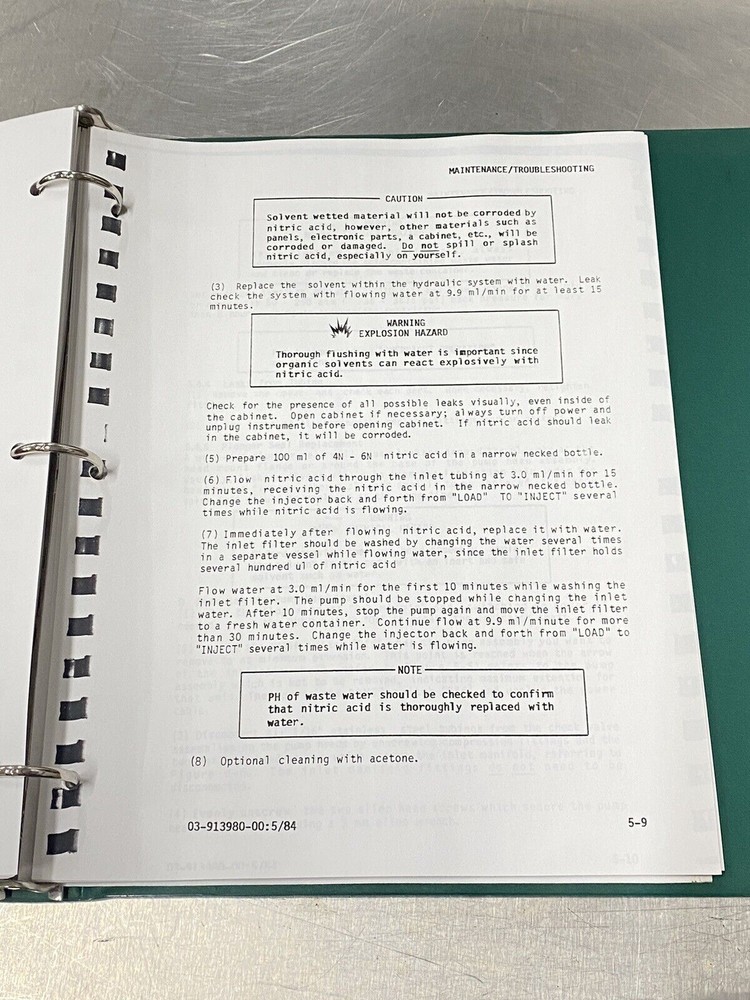 MAINTENANCE/TROUBLESHOOTING
CAUTION
Solvent wetted material will not be corroded by
nitric acid, however, other materials such as
panels, electronic parts, a cabinet, etc., will be
corroded or damaged. Do not spill or splash
nitric acid, especially on yourself.
(3) Replace the solvent within the hydraulic system with water. Leak
check the system with flowing water at 9.9 ml/min for at least 15
minutes.
WARNING
EXPLOSION HAZARD
Thorough flushing with water is important since
organic solvents can react explosively with
nitric acid.
Check for the presence of all possible leaks visually, even inside of
the cabinet. Open cabinet if necessary; always turn off power and
unplug instrument before opening cabinet. If nitric acid should leak
in the cabinet, it will be corroded.
(5) Prepare 100 ml of 4N - 6N nitric acid in a narrow necked bottle.
(6) Flow nitric acid through the inlet tubing at 3.0 ml/min for 15
minutes, receiving the nitric acid in the narrow necked bottle.
Change the injector back and forth from "LOAD" TO "INJECT" several
times while nitric acid is flowing.
(7) Immediately after flowing nitric acid, replace it with water.
The inlet filter should be washed by changing the water several times
in a separate vessel while flowing water, since the inlet filter holds
several hundred ul of nitric acid
Flow water at 3.0 ml/min for the first 10 minutes while washing the
inlet filter. The pump should be stopped while changing the inlet
water. After 10 minutes, stop the pump again and move the inlet filter
to a fresh water container. Continue flow at 9.9 ml/minute for more
than 30 minutes. Change the injector back and forth from "LOAD" to
"INJECT" several times while water is flowing.
NOTE
PH of waste water should be checked to confirm
that nitric acid is thoroughly replaced with
water.
(8) Optional cleaning with acetone.
03-913980-00:5/84
5-9